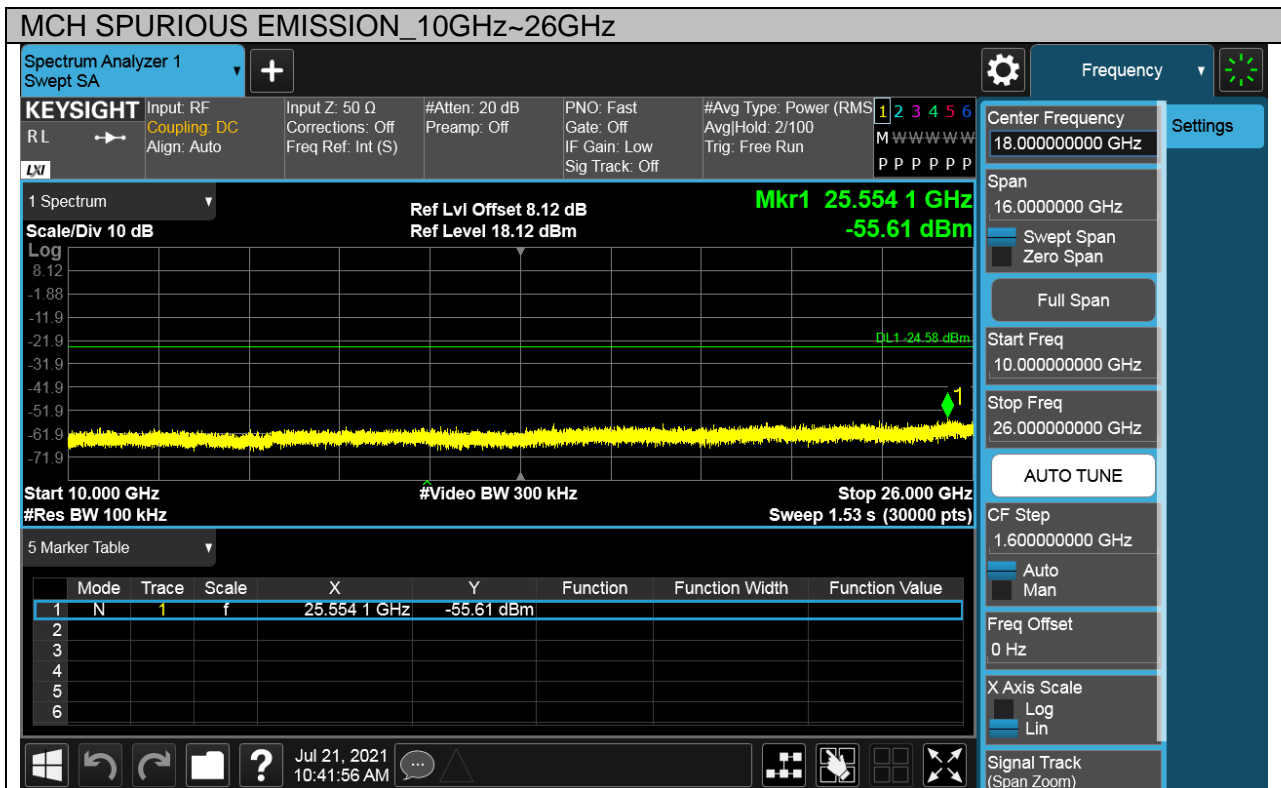 MCH SPURIOUS EMISSION_10GHz~26GHz
Spectrum Analyzer 1
Swept SA
Frequency
KEYSIGHT
RL
LXI
Input: RF
Coupling: DC
Align: Auto
Input Z: 50 Ω
Corrections: Off
Freq Ref: Int (S)
#Atten: 20 dB
Preamp: Off
PNO: Fast
Gate: Off
IF Gain: Low
Sig Track: Off
#Avg Type: Power (RMS
Avg|Hold: 2/100
Trig: Free Run
1 2 3 4 5 6
M W W W W W
P P P P P P
1 Spectrum
Scale/Div 10 dB
Ref Lvl Offset 8.12 dB
Ref Level 18.12 dBm
Mkr1 25.554 1 GHz
-55.61 dBm
Log
8.12
-1.88
-11.9
-21.9
-31.9
-41.9
-51.9
-61.9
-71.9
DL1 -24.58 dBm
1
Start 10.000 GHz
#Video BW 300 kHz
Stop 26.000 GHz
#Res BW 100 kHz
Sweep 1.53 s (30000 pts)
5 Marker Table
Mode Trace Scale X Y Function Function Width Function Value
1 N 1 f 25.554 1 GHz -55.61 dBm
2
3
4
5
6
Jul 21, 2021
10:41:56 AM
Center Frequency
18.000000000 GHz
Settings
Span
16.0000000 GHz
Swept Span
Zero Span
Full Span
Start Freq
10.000000000 GHz
Stop Freq
26.000000000 GHz
AUTO TUNE
CF Step
1.600000000 GHz
Auto
Man
Freq Offset
0 Hz
X Axis Scale
Log
Lin
Signal Track
(Span Zoom)